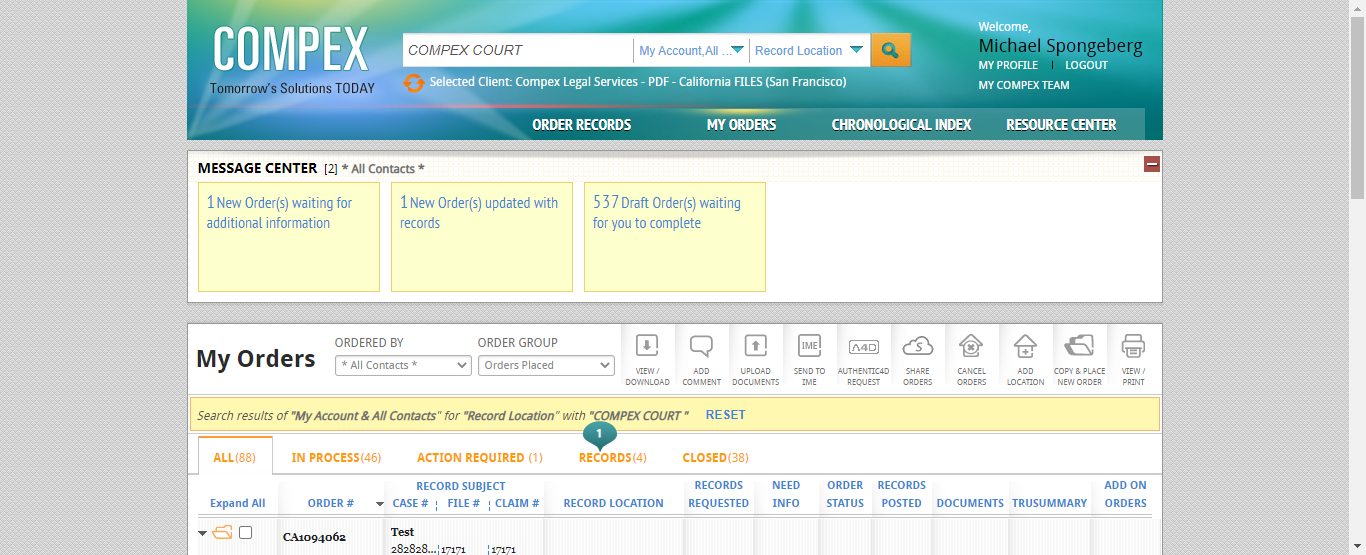 COMPEX
Tomorrow's Solutions TODAY
COMPEX COURT
My Account,All ...
Record Location
Selected Client: Compex Legal Services - PDF - California FILES (San Francisco)
Welcome,
Michael Spongeberg
MY PROFILE | LOGOUT
MY COMPEX TEAM
ORDER RECORDS MY ORDERS CHRONOLOGICAL INDEX RESOURCE CENTER
MESSAGE CENTER [2] * All Contacts *
1 New Order(s) waiting for
additional information
1 New Order(s) updated with
records
537 Draft Order(s) waiting
for you to complete
My Orders
ORDERED BY
* All Contacts *
ORDER GROUP
Orders Placed
VIEW /
DOWNLOAD
ADD
COMMENT
UPLOAD
DOCUMENTS
IME
SEND TO
IME
A4D
AUTHENTIC4D
REQUEST
S
SHARE
ORDERS
CANCEL
ORDERS
ADD
LOCATION
COPY & PLACE
NEW ORDER
VIEW /
PRINT
Search results of "My Account & All Contacts" for "Record Location" with "COMPEX COURT " RESET
1
ALL(88) IN PROCESS(46) ACTION REQUIRED (1) RECORDS(4) CLOSED(38)
Expand All
ORDER #
RECORD SUBJECT
CASE # FILE # CLAIM #
RECORD LOCATION
RECORDS
REQUESTED
NEED
INFO
ORDER
STATUS
RECORDS
POSTED
DOCUMENTS
TRUSUMMARY
ADD ON
ORDERS
CA1094062
Test
282828... 17171 17171